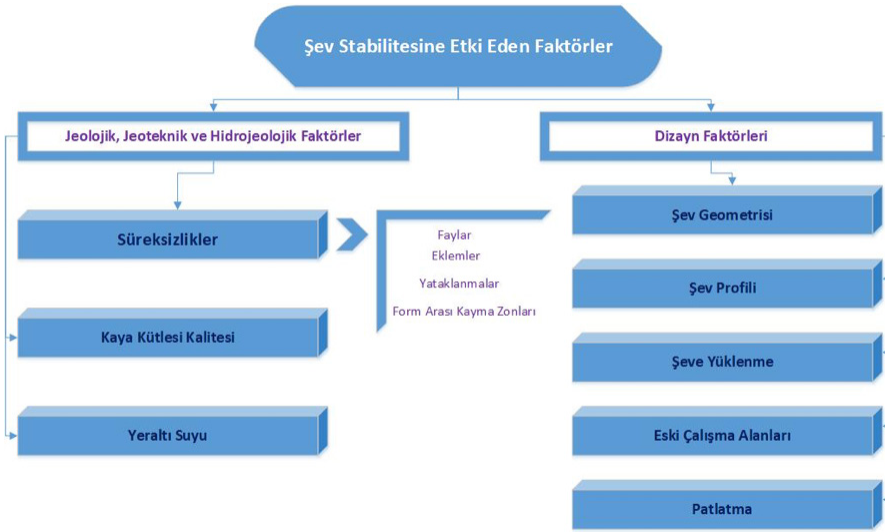 Şev Stabilitesine Etki Eden Faktörler
Jeolojik, Jeoteknik ve Hidrojeolojik Faktörler
Süreksizlikler
Faylar
Eklemler
Yataklanmalar
Form Arası Kayma Zonları
Kaya Kütlesi Kalitesi
Yeraltı Suyu
Dizayn Faktörleri
Şev Geometrisi
Şev Profili
Şeve Yüklenme
Eski Çalışma Alanları
Patlatma